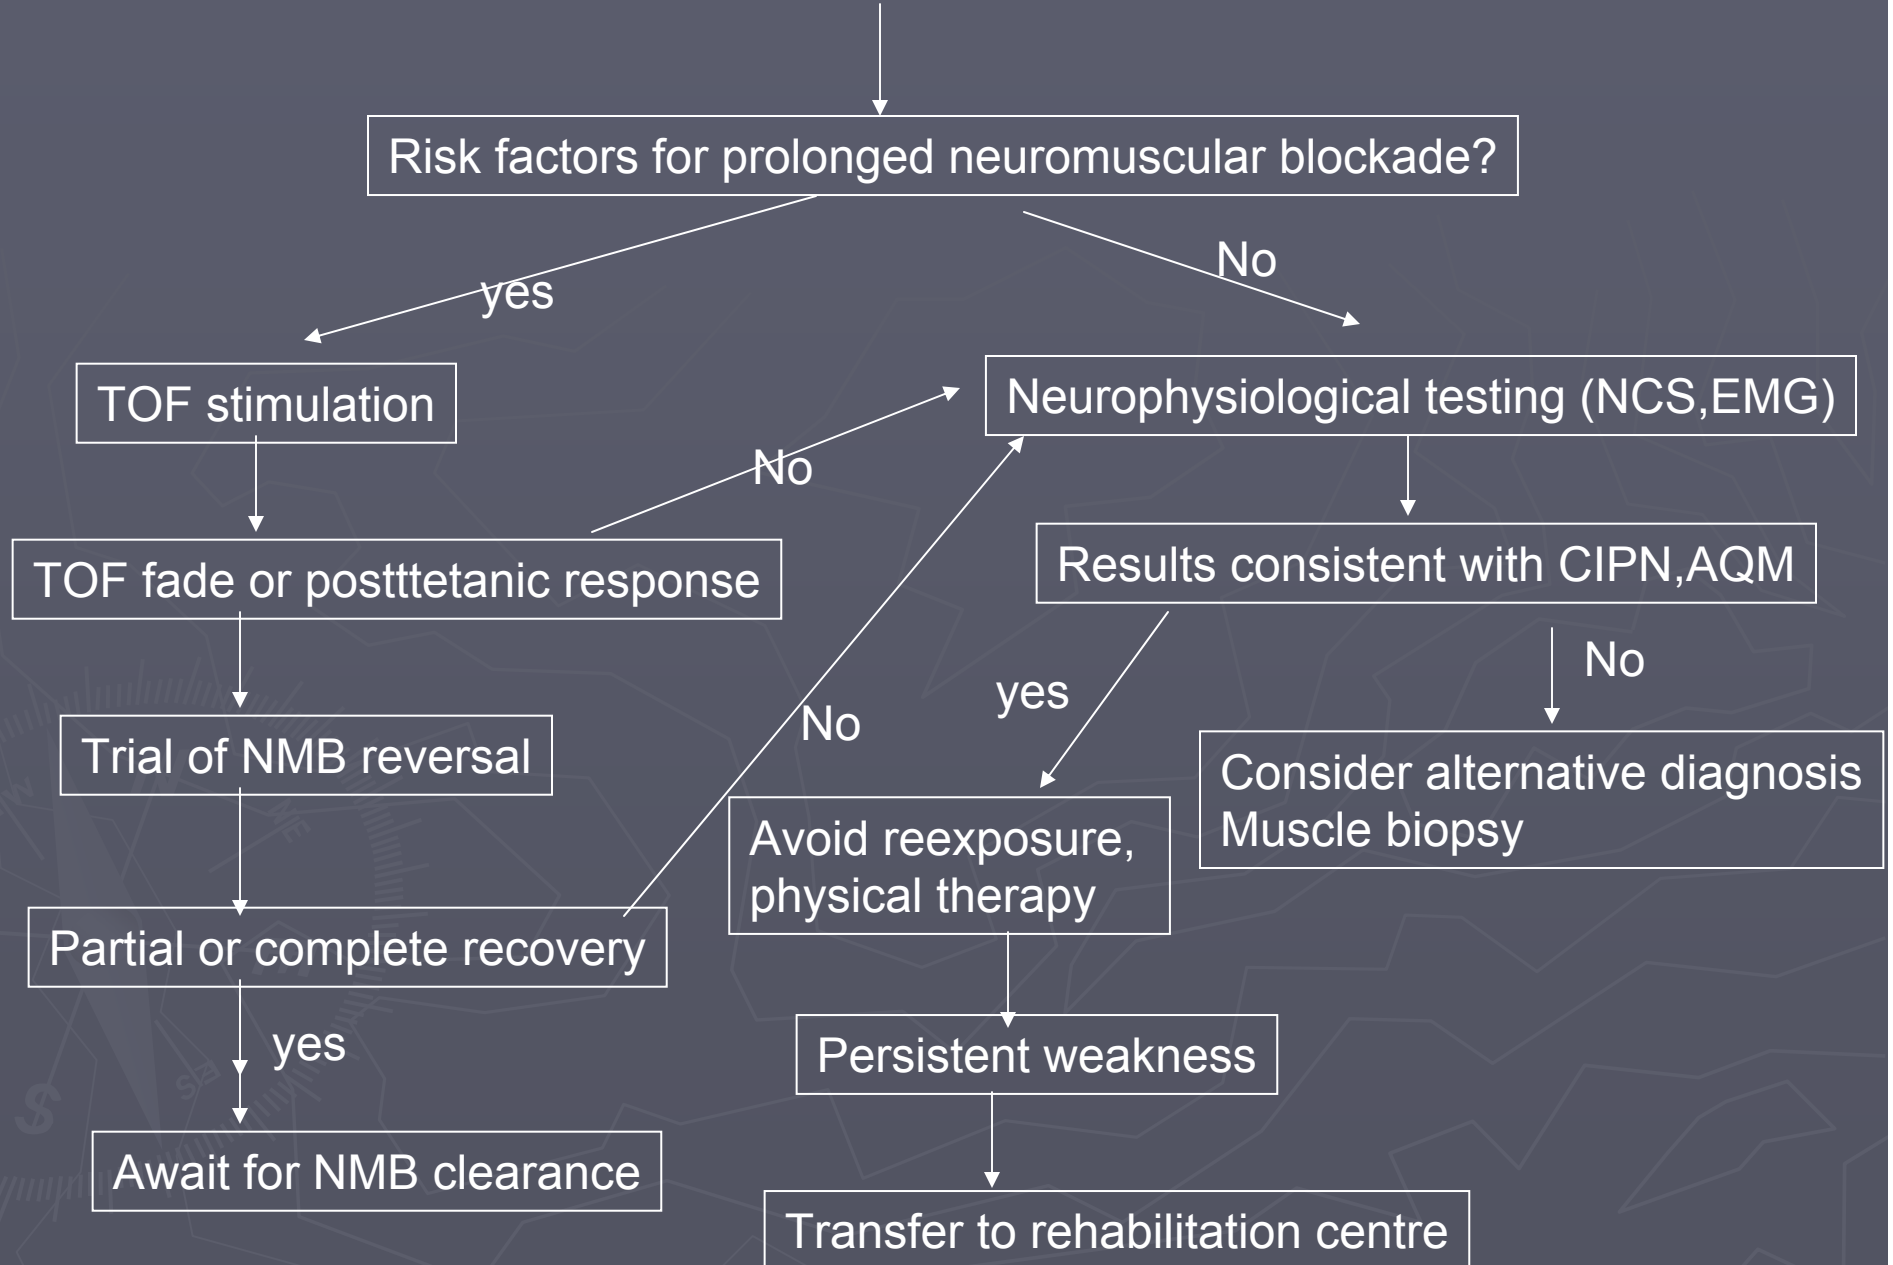 Risk factors for prolonged neuromuscular blockade?
yes
No
TOF stimulation
Neurophysiological testing (NCS,EMG)
No
TOF fade or postttetanic response
Results consistent with CIPN,AQM
No
yes
No
Trial of NMB reversal
Consider alternative diagnosis
Muscle biopsy
Avoid reexposure,
physical therapy
Partial or complete recovery
yes
Persistent weakness
Await for NMB clearance
Transfer to rehabilitation centre
W
N
NE
E
SE
S